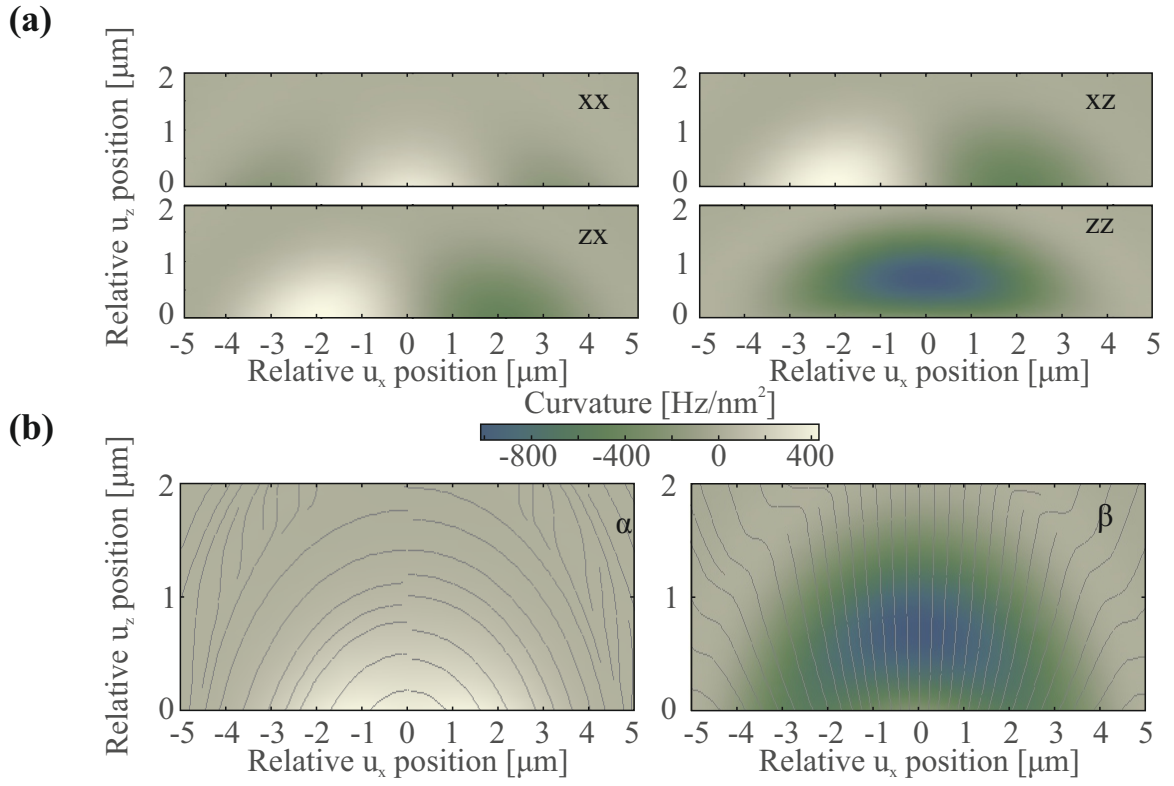 (a)
Relative u_z position [μm]
2
1
0
xx
2
1
0
xz
2
1
0
zx
-5 -4 -3 -2 -1 0 1 2 3 4 5
Relative u_x position [μm]
2
1
0
zz
-5 -4 -3 -2 -1 0 1 2 3 4 5
Relative u_x position [μm]
Curvature [Hz/nm²]
-800 -400 0 400
(b)
Relative u_z position [μm]
2
1
0
α
-5 -4 -3 -2 -1 0 1 2 3 4 5
Relative u_x position [μm]
2
1
0
β
-5 -4 -3 -2 -1 0 1 2 3 4 5
Relative u_x position [μm]